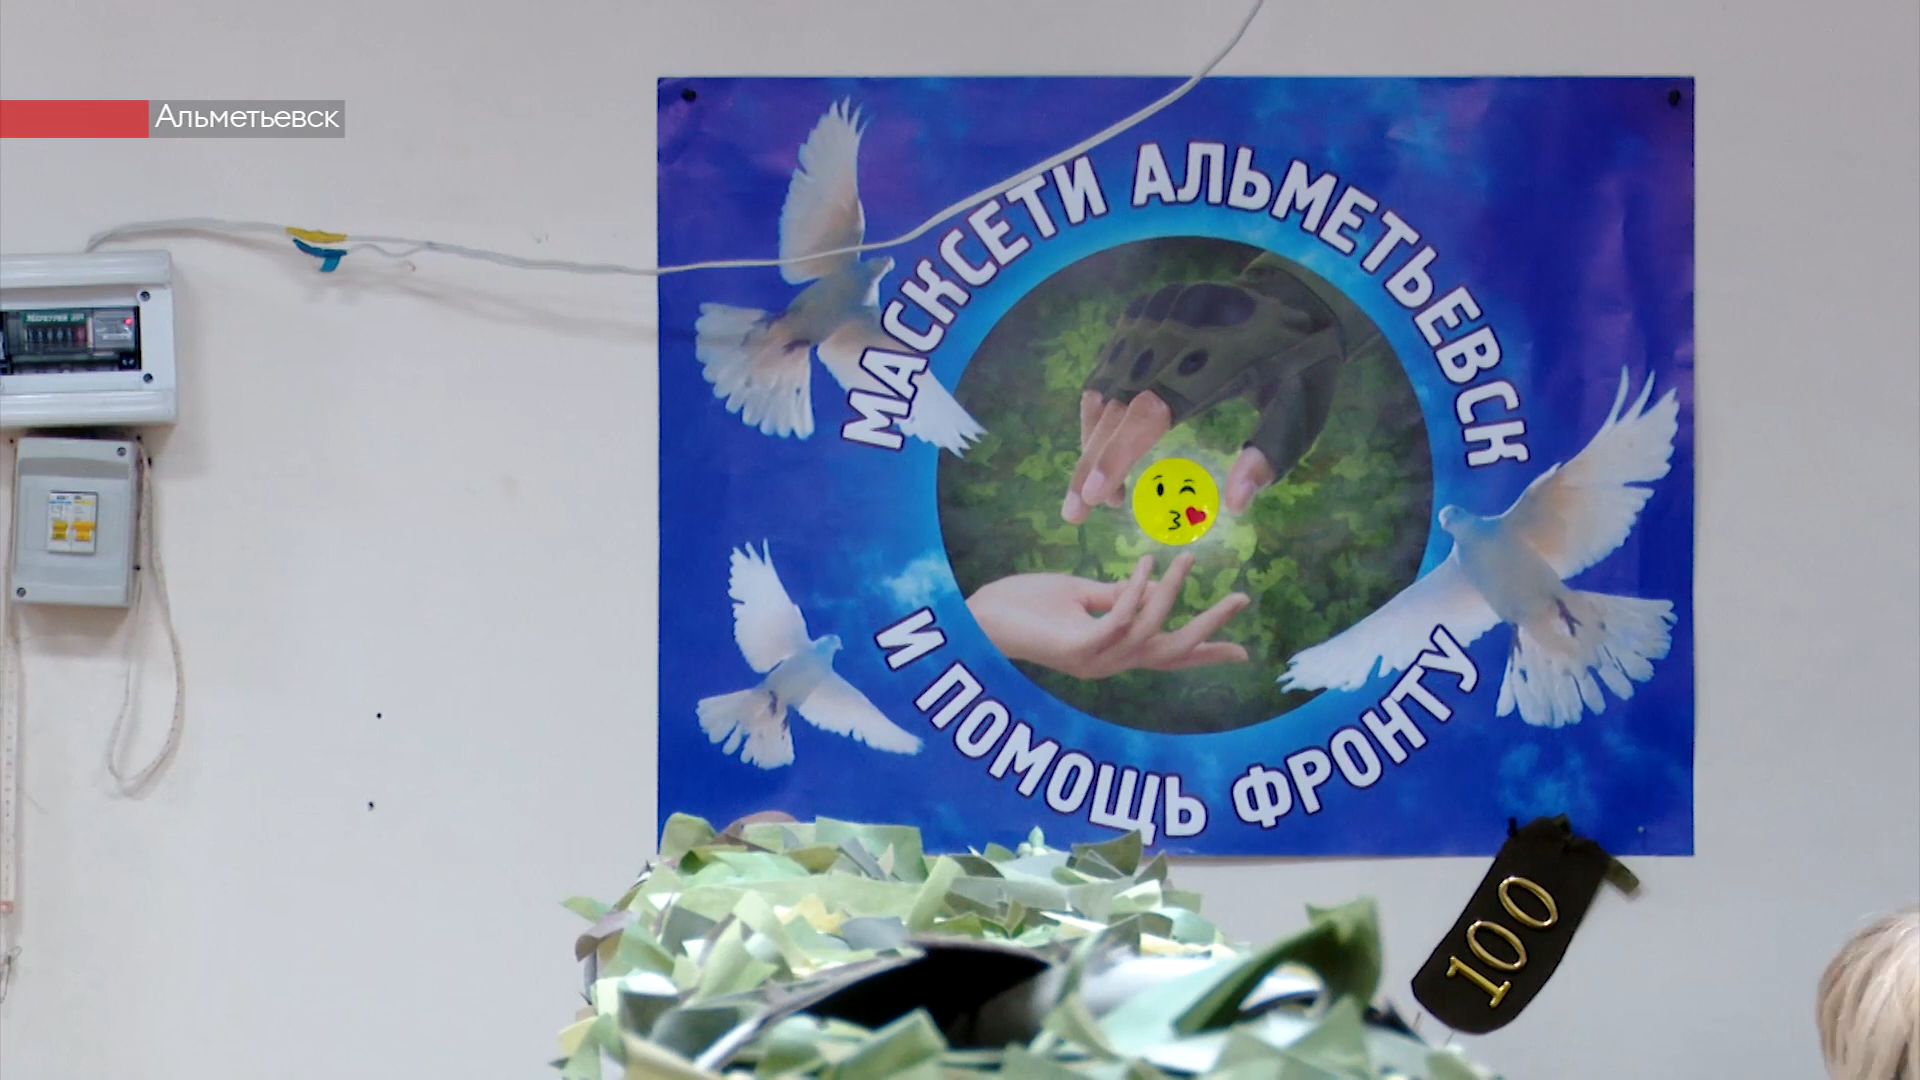 Альметьевск
МАСКСЕТИ АЛЬМЕТЬЕВСК
И ПОМОЩЬ ФРОНТУ
100